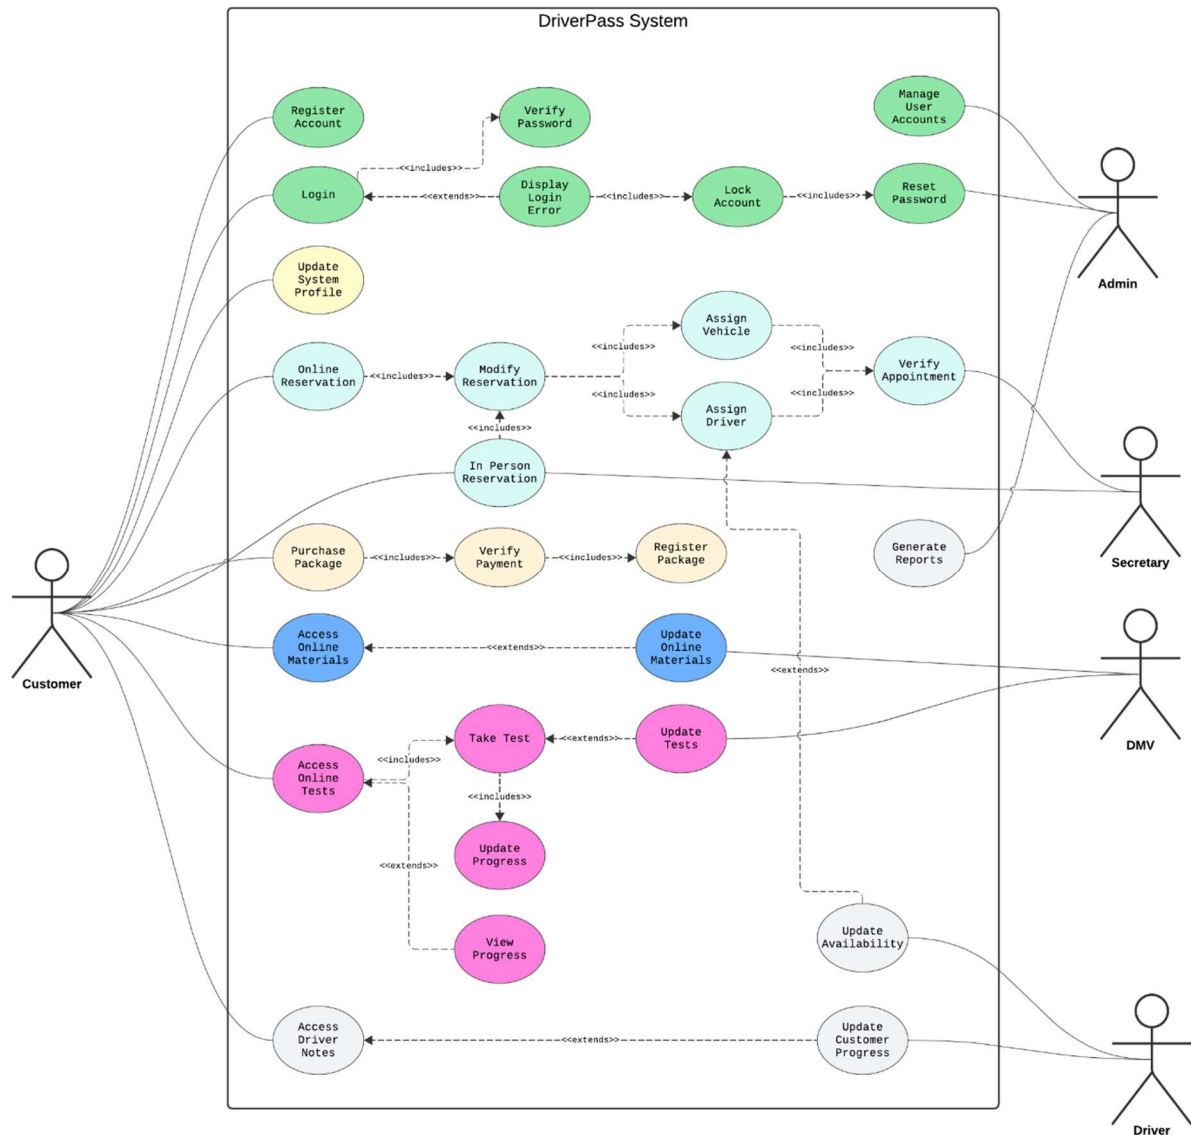 DriverPass System
Register
Account
Verify
Password
Manage
User
Accounts
<<includes>>
Login
<<extends>>
Display
Login
Error
<<includes>>
Lock
Account
<<includes>>
Reset
Password
Admin
Update
System
Profile
Assign
Vehicle
<<includes>>
<<includes>>
Online
Reservation
<<includes>>
Modify
Reservation
Verify
Appointment
<<includes>>
<<includes>>
Assign
Driver
<<includes>>
In Person
Reservation
Secretary
Purchase
Package
<<includes>>
Verify
Payment
<<includes>>
Register
Package
Generate
Reports
Customer
Access
Online
Materials
<<extends>>
Update
Online
Materials
<<extends>>
DMV
Take Test
<<extends>>
Update
Tests
<<includes>>
Access
Online
Tests
<<includes>>
Update
Progress
<<extends>>
View
Progress
Update
Availability
Access
Driver
Notes
<<extends>>
Update
Customer
Progress
Driver